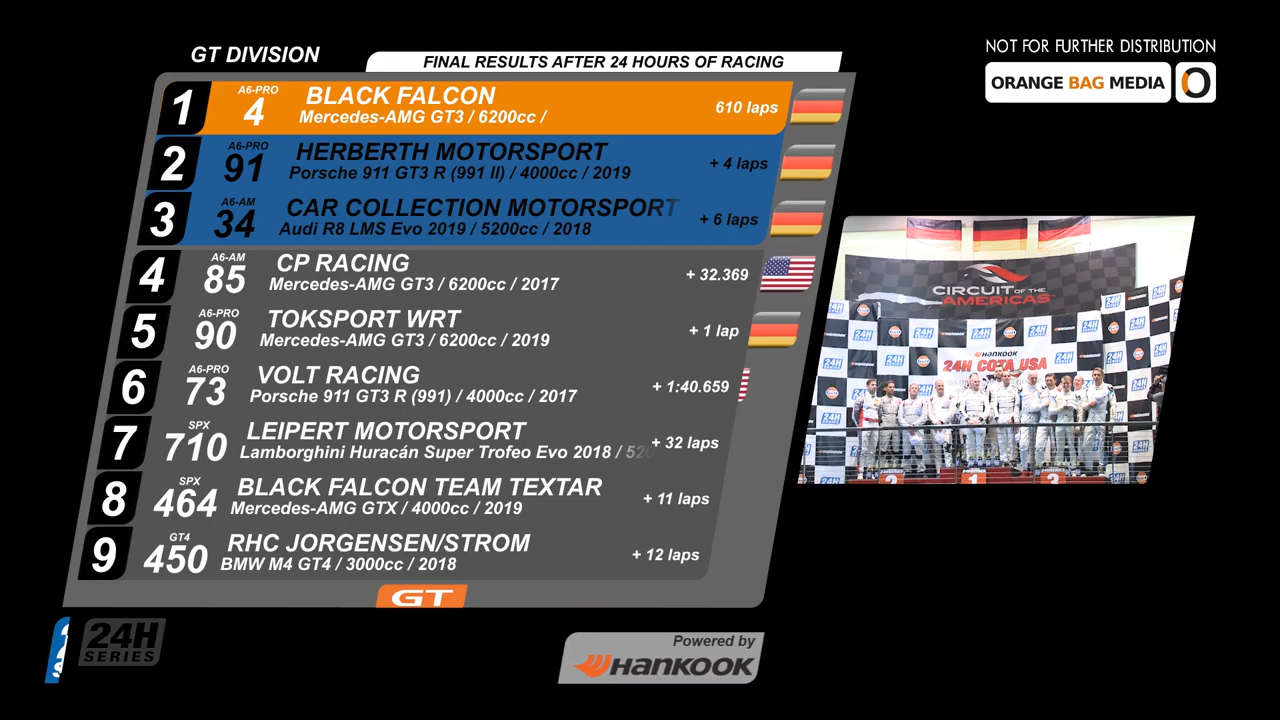 GT DIVISION
FINAL RESULTS AFTER 24 HOURS OF RACING
NOT FOR FURTHER DISTRIBUTION
ORANGE BAG MEDIA
1 A6-PRO 4 BLACK FALCON 610 laps
Mercedes-AMG GT3 / 6200cc /
2 A6-PRO 91 HERBERTH MOTORSPORT + 4 laps
Porsche 911 GT3 R (991 II) / 4000cc / 2019
3 A6-AM 34 CAR COLLECTION MOTORSPORT + 6 laps
Audi R8 LMS Evo 2019 / 5200cc / 2018
4 A6-AM 85 CP RACING + 32.369
Mercedes-AMG GT3 / 6200cc / 2017
5 A6-PRO 90 TOKSPORT WRT + 1 lap
Mercedes-AMG GT3 / 6200cc / 2019
6 A6-PRO 73 VOLT RACING + 1:40.659
Porsche 911 GT3 R (991) / 4000cc / 2017
7 SPX 710 LEIPERT MOTORSPORT + 32 laps
Lamborghini Huracán Super Trofeo Evo 2018 / 520
8 SPX 464 BLACK FALCON TEAM TEXTAR + 11 laps
Mercedes-AMG GTX / 4000cc / 2019
9 GT4 450 RHC JORGENSEN/STROM + 12 laps
BMW M4 GT4 / 3000cc / 2018
GT
CIRCUIT OF THE
AMERICAS
HANKOOK
24H COTA USA
2 1 3
24H
SERIES
Powered by
HANKOOK